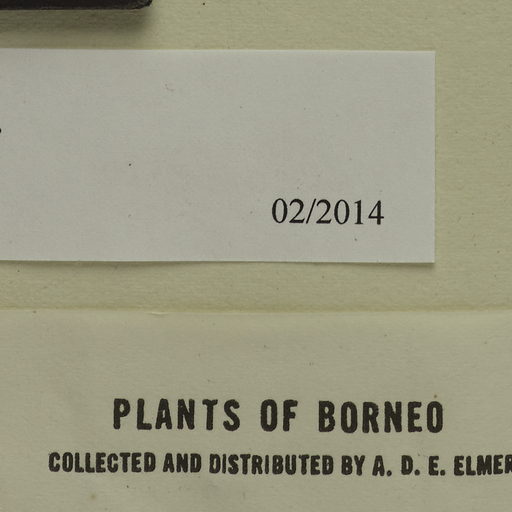 02/2014
PLANTS OF BORNEO
COLLECTED AND DISTRIBUTED BY A. D. E. ELMER